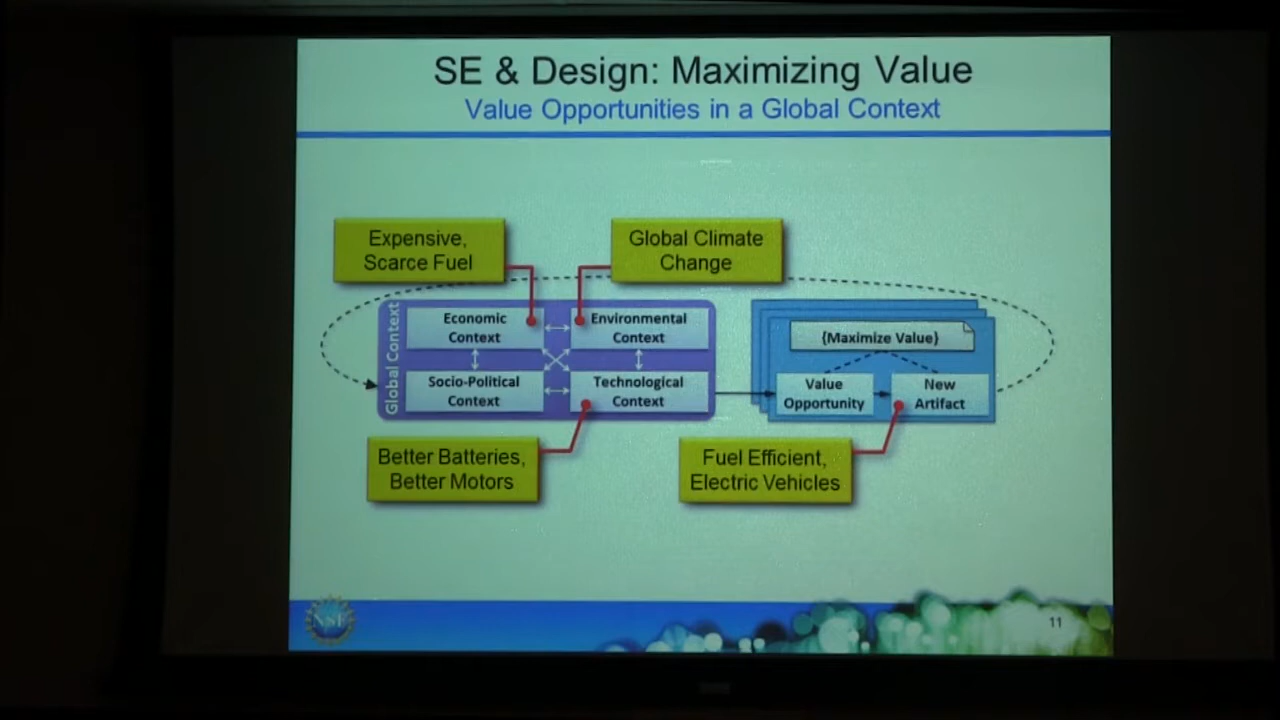 SE & Design: Maximizing Value
Value Opportunities in a Global Context
Expensive,
Scarce Fuel
Global Climate
Change
Global Context
Economic
Context
Environmental
Context
Socio-Political
Context
Technological
Context
{Maximize Value}
Value
Opportunity
New
Artifact
Better Batteries,
Better Motors
Fuel Efficient,
Electric Vehicles
NSF
11